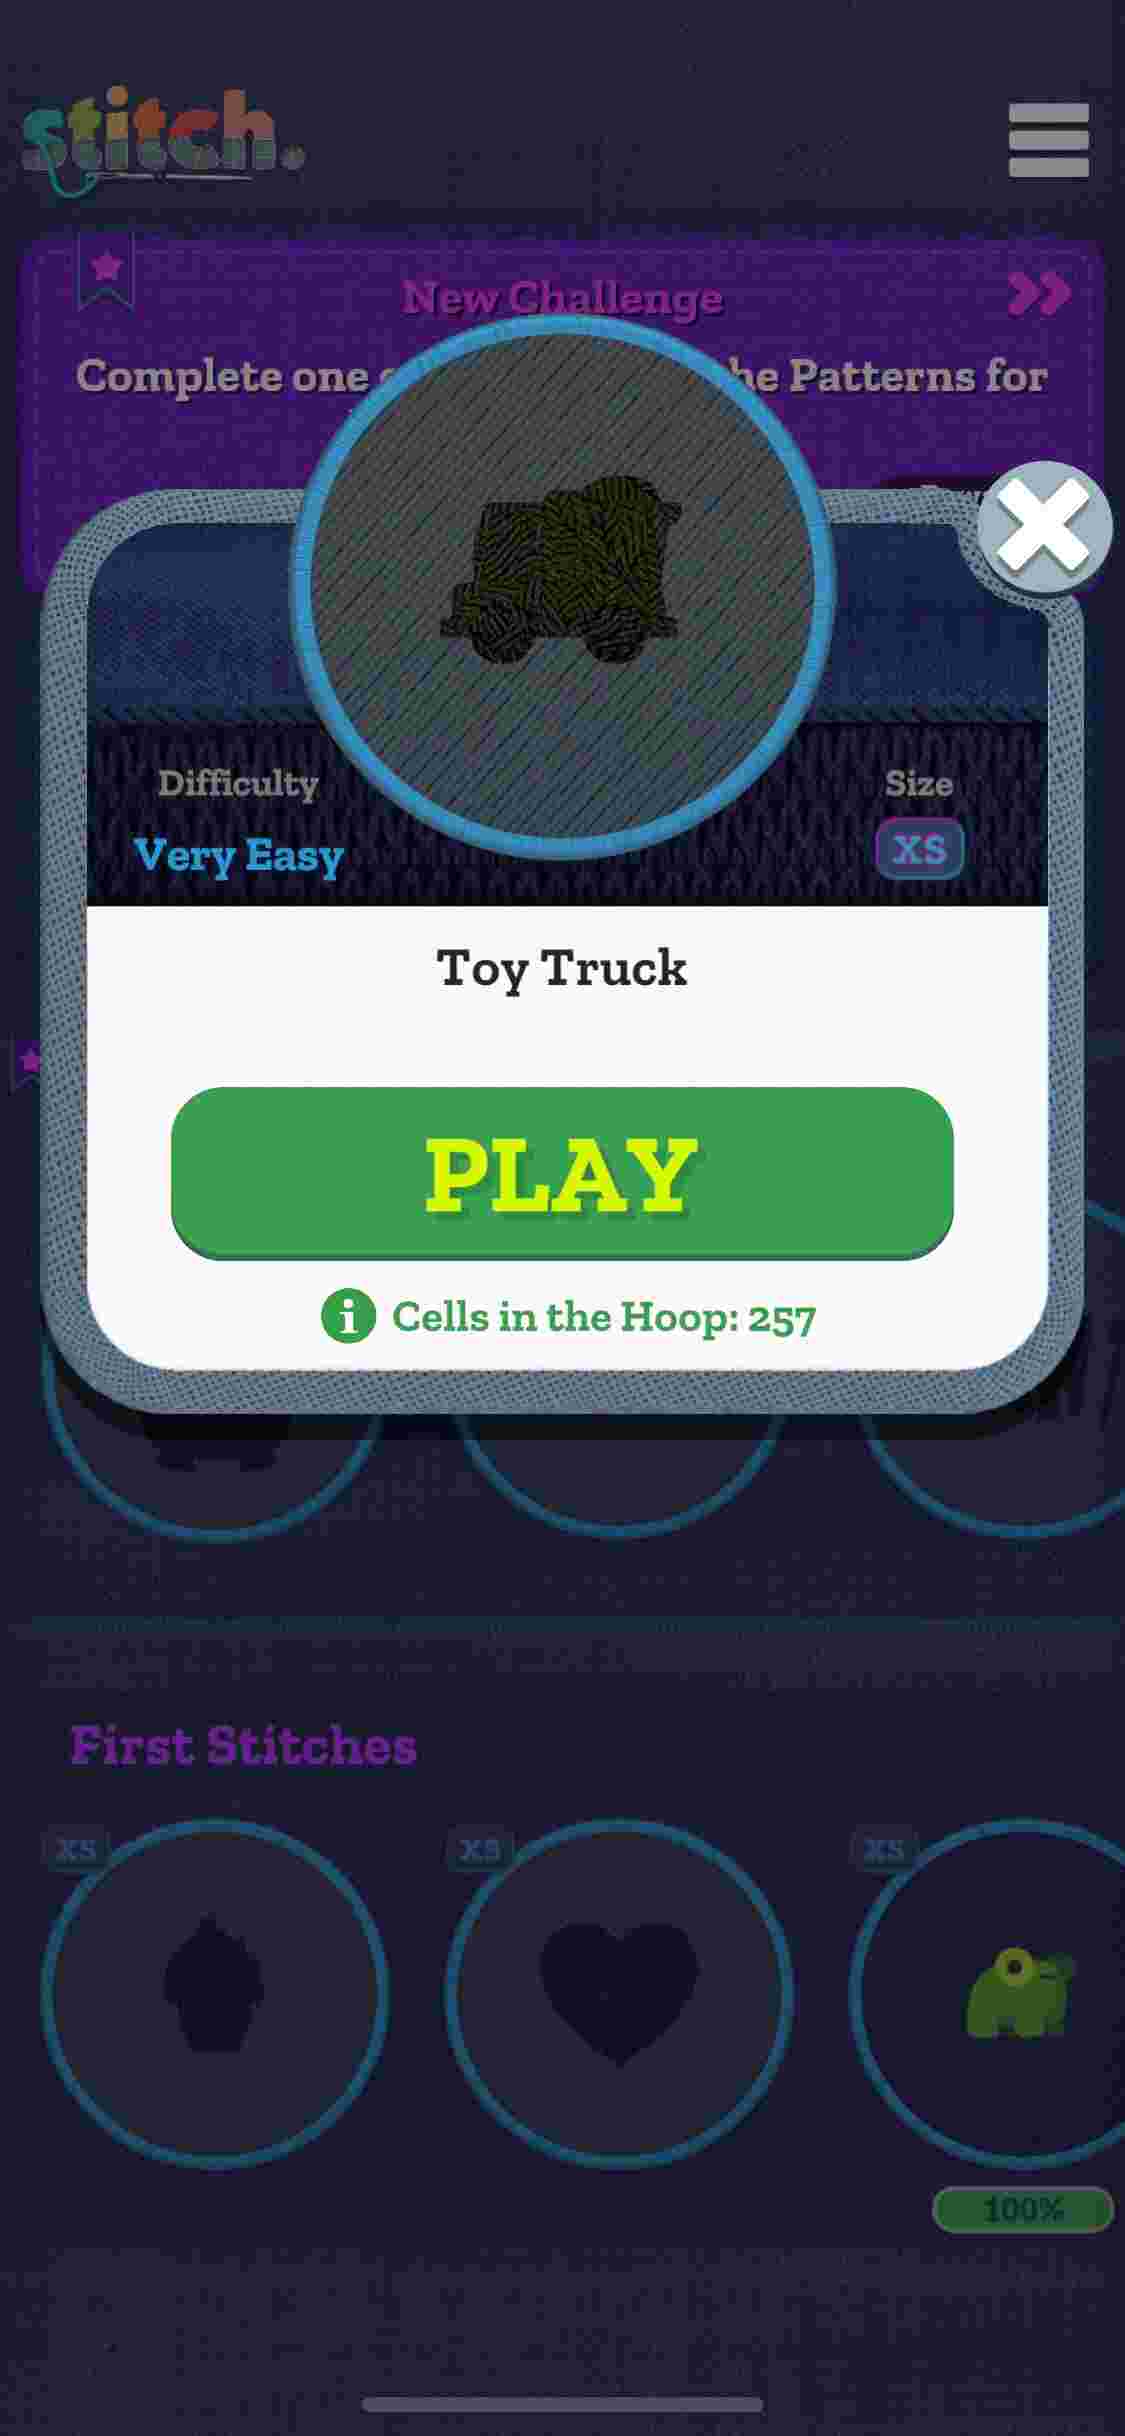 stitch.
New Challenge
Complete one
he Patterns for
Difficulty
Size
Very Easy
XS
Toy Truck
PLAY
Cells in the Hoop: 257
First Stitches
XS
XS
XS
100%